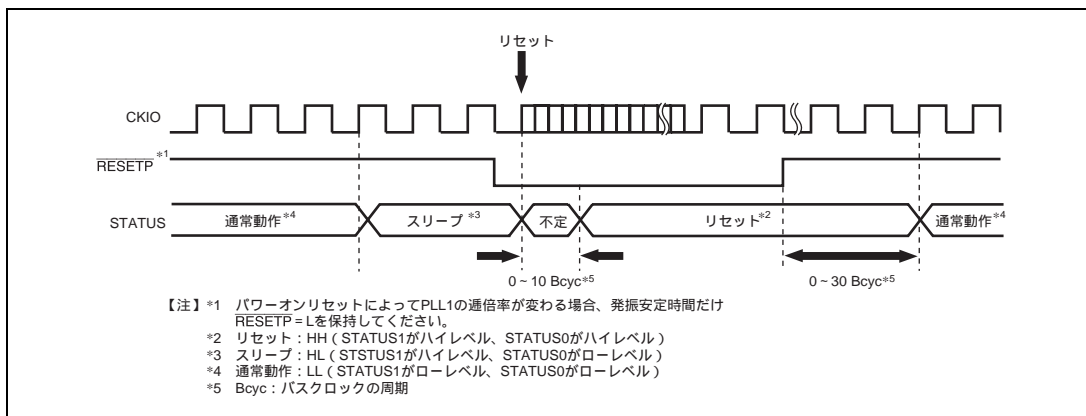 リセット
CKIO
RESETP *1
STATUS 通常動作*4 スリープ *3 不定 リセット*2 通常動作*4
0 ~ 10 Bcyc*5 0 ~ 30 Bcyc*5
【注】 *1 パワーオンリセットによってPLL1の逓倍率が変わる場合、発振安定時間だけ
RESETP = Lを保持してください。
*2 リセット : HH ( STATUS1がハイレベル、STATUS0がハイレベル )
*3 スリープ : HL ( STSTUS1がハイレベル、STATUS0がローレベル )
*4 通常動作 : LL ( STATUS1がローレベル、STATUS0がローレベル )
*5 Bcyc : バスクロックの周期